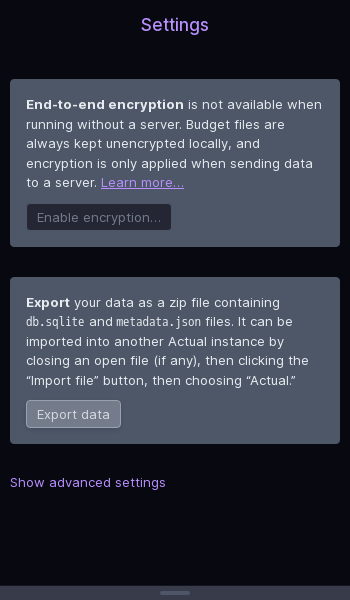 Settings
End-to-end encryption is not available when
running without a server. Budget files are
always kept unencrypted locally, and
encryption is only applied when sending data
to a server. Learn more…
Enable encryption…
Export your data as a zip file containing
db.sqlite and metadata.json files. It can be
imported into another Actual instance by
closing an open file (if any), then clicking the
“Import file” button, then choosing “Actual.”
Export data
Show advanced settings